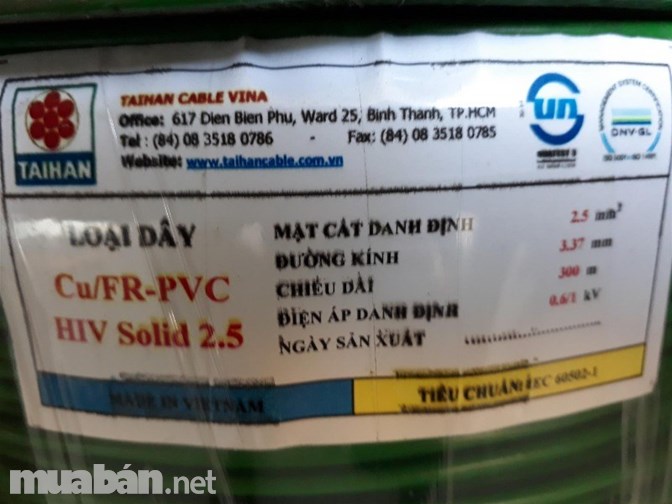 TAIHAN
TAIHAN CABLE VINA
Office: 617 Dien Bien Phu, Ward 25, Binh Thanh, TP.HCM
Tel : (84) 08 3518 0786 - Fax: (84) 08 3518 0785
Website: www.taihancable.com.vn
un
DNV·GL
LOẠI DÂY
Cu/FR-PVC
HIV Solid 2.5
MẶT CẮT DANH ĐỊNH 2.5 mm²
ĐƯỜNG KÍNH 3.37 mm
CHIỀU DÀI 300 m
ĐIỆN ÁP DANH ĐỊNH 0,6/1 kV
NGÀY SẢN XUẤT ....................
MADE IN VIETNAM
TIÊU CHUẨN: IEC 60502-1
muabán.net